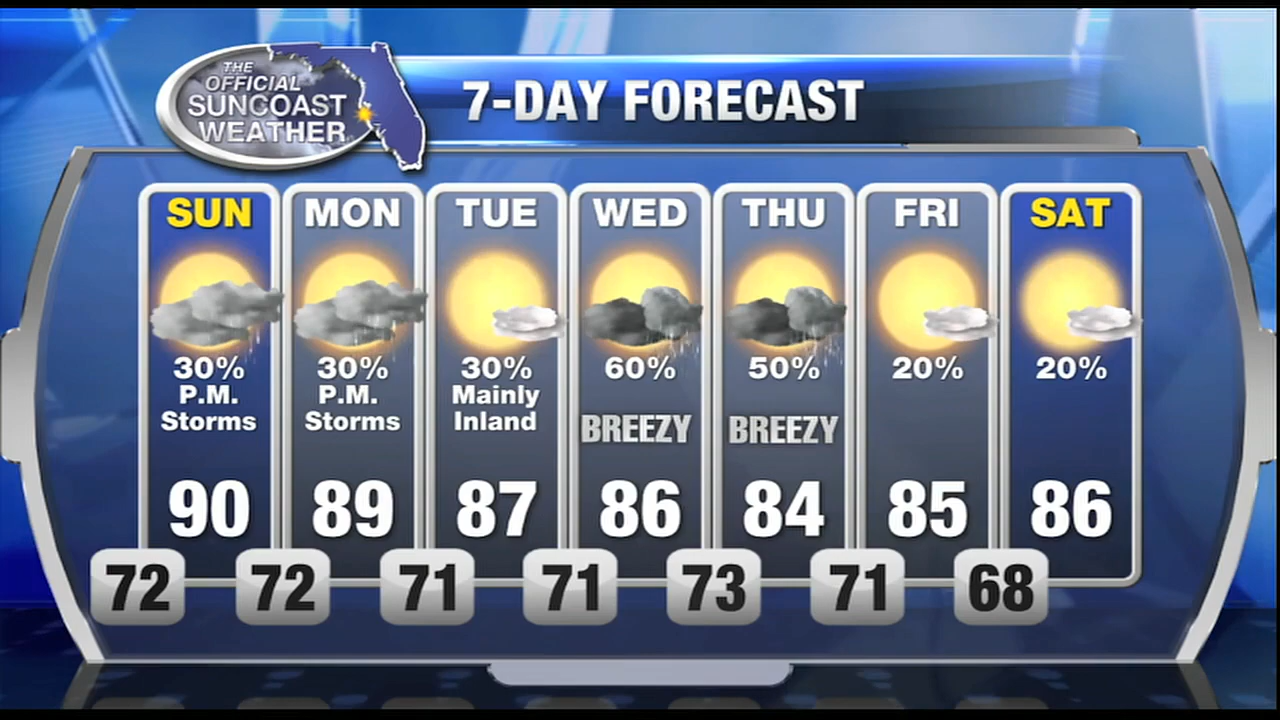 THE
OFFICIAL
SUNCOAST
WEATHER
7-DAY FORECAST
SUN
30%
P.M.
Storms
90
MON
30%
P.M.
Storms
89
TUE
30%
Mainly
Inland
87
WED
60%
BREEZY
86
THU
50%
BREEZY
84
FRI
20%
85
SAT
20%
86
72 72 71 71 73 71 68